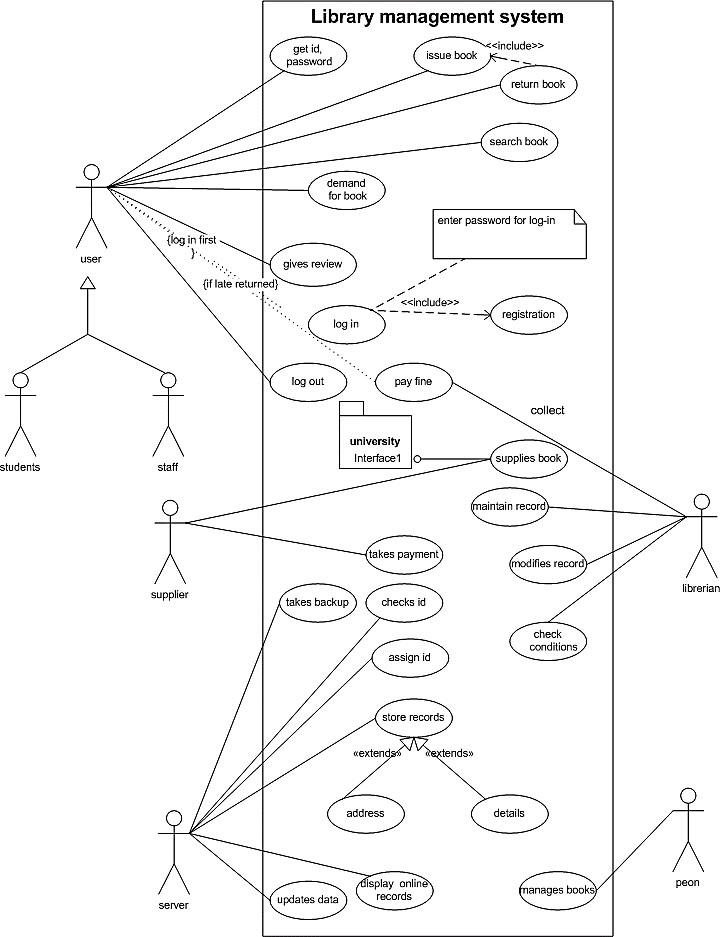 Library management system
get id,
password
issue book
<<include>>
return book
search book
demand
for book
user
enter password for log-in
{log in first
}
gives review
{if late returned}
<<include>>
log in
registration
log out
pay fine
collect
university
Interface1
supplies book
students
staff
maintain record
takes payment
modifies record
supplier
librerian
takes backup
checks id
check
conditions
assign id
store records
«extends»
«extends»
address
details
display online
records
manages books
peon
server
updates data